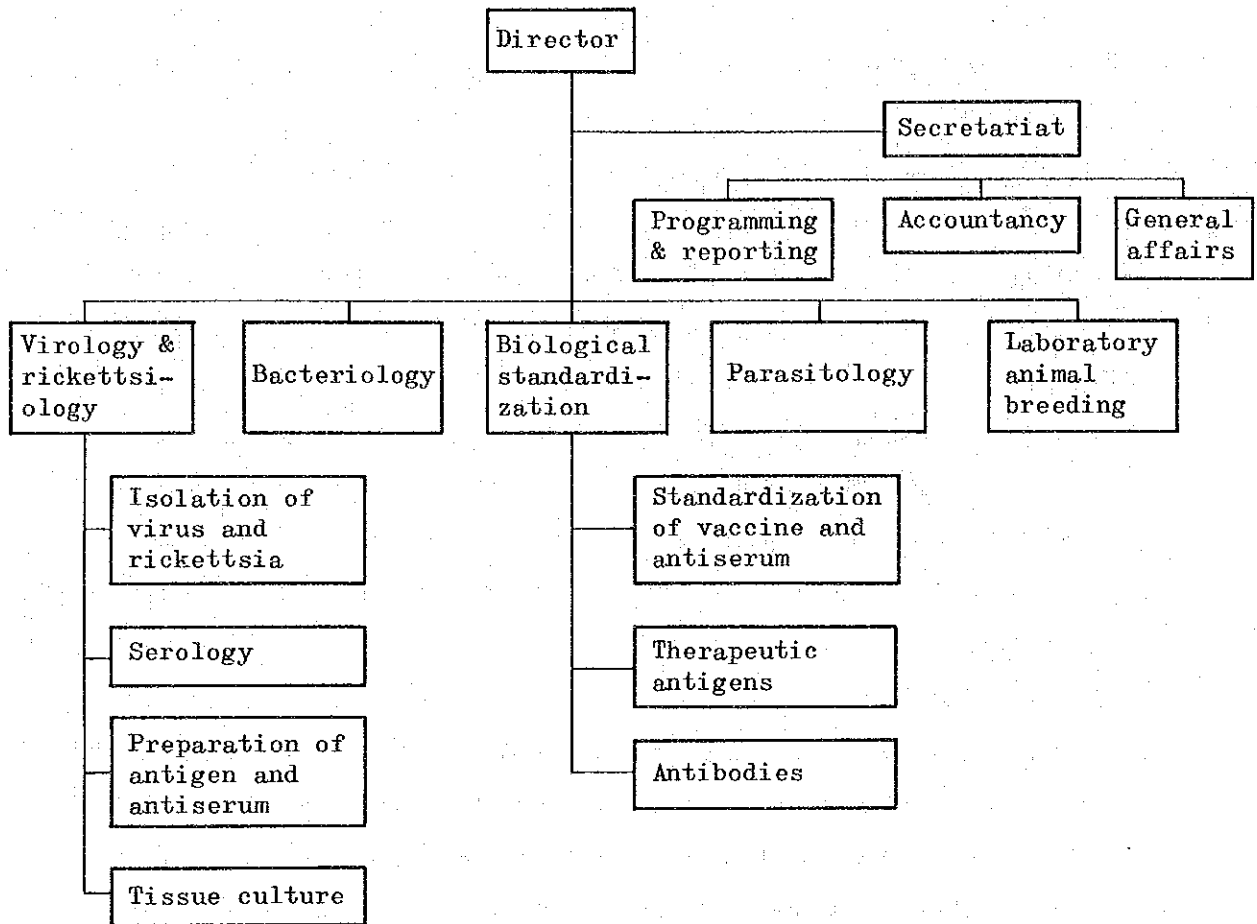 Director
Secretariat
Programming
& reporting
Accountancy
General
affairs
Virology &
rickettsi-
ology
Bacteriology
Biological
standardi-
zation
Parasitology
Laboratory
animal
breeding
Isolation of
virus and
rickettsia
Serology
Preparation of
antigen and
antiserum
Tissue culture
Standardization
of vaccine and
antiserum
Therapeutic
antigens
Antibodies